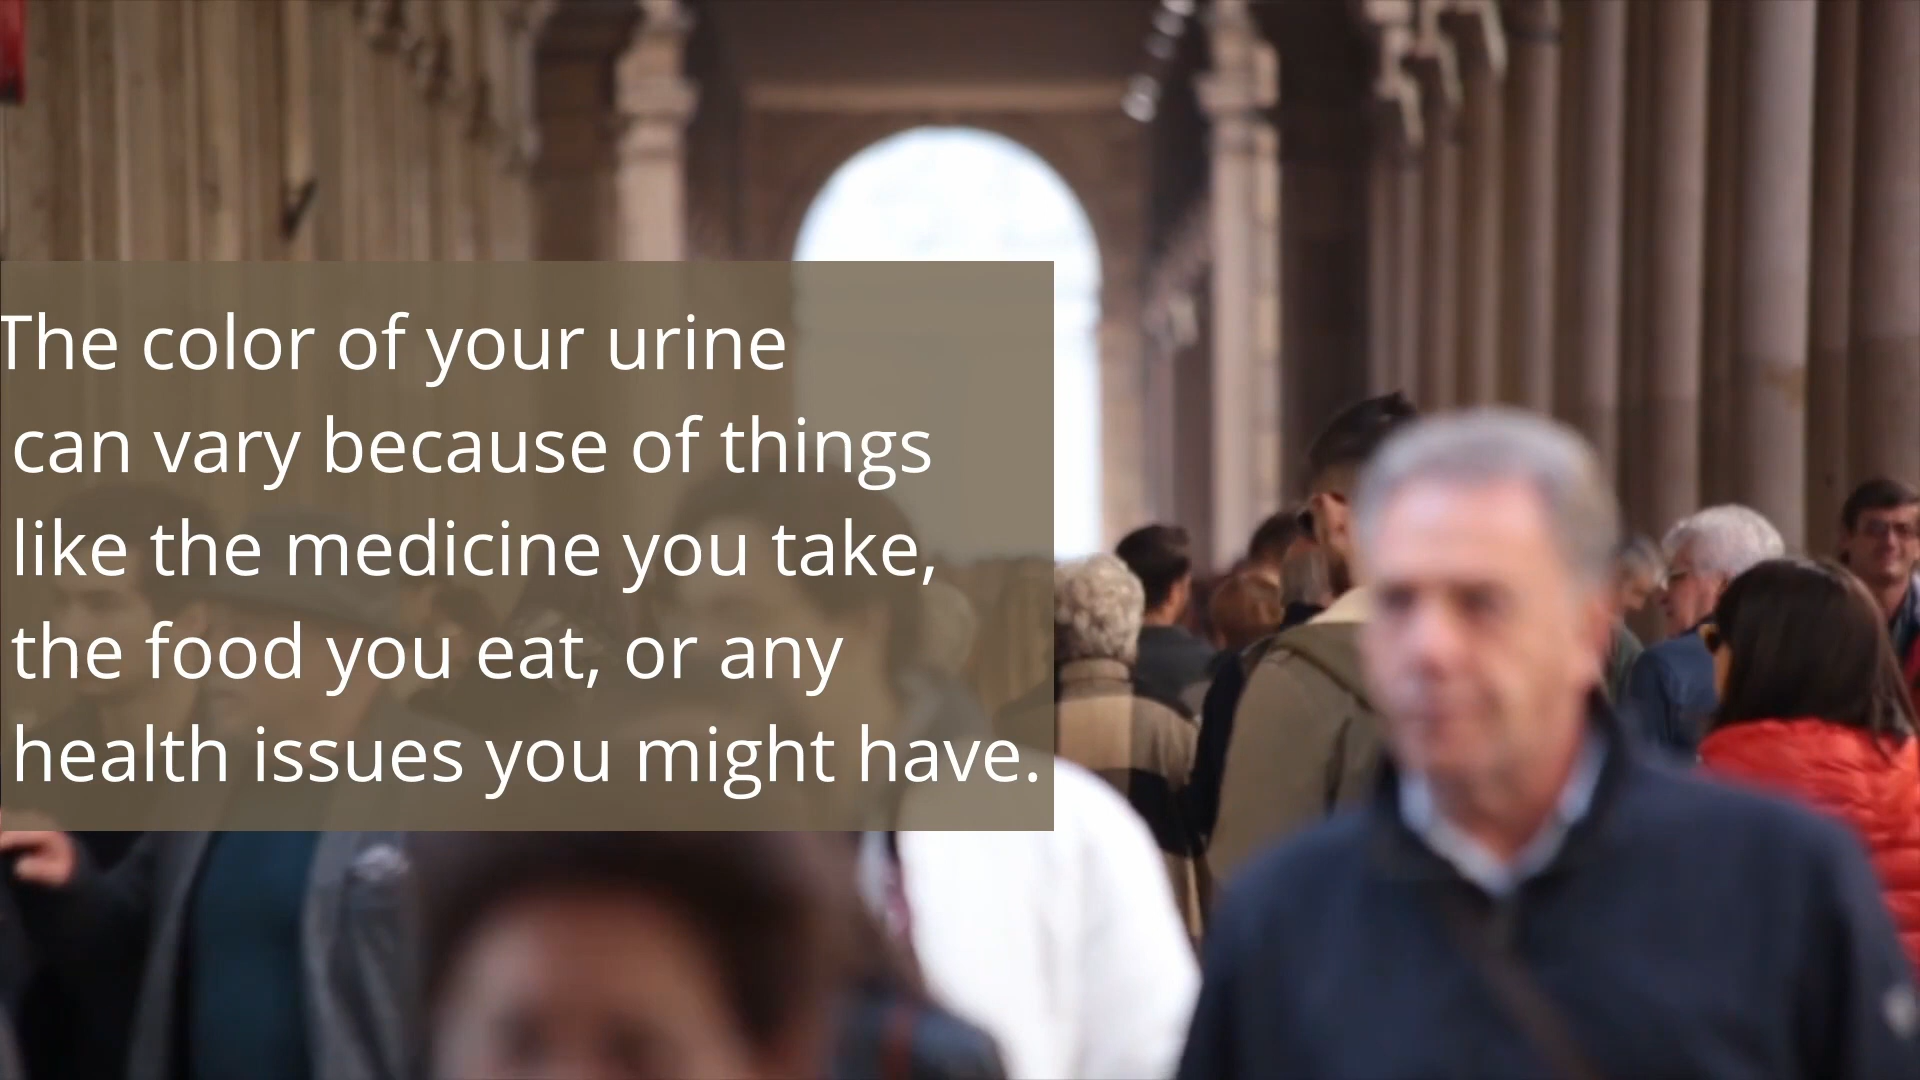 The color of your urine
can vary because of things
like the medicine you take,
the food you eat, or any
health issues you might have.